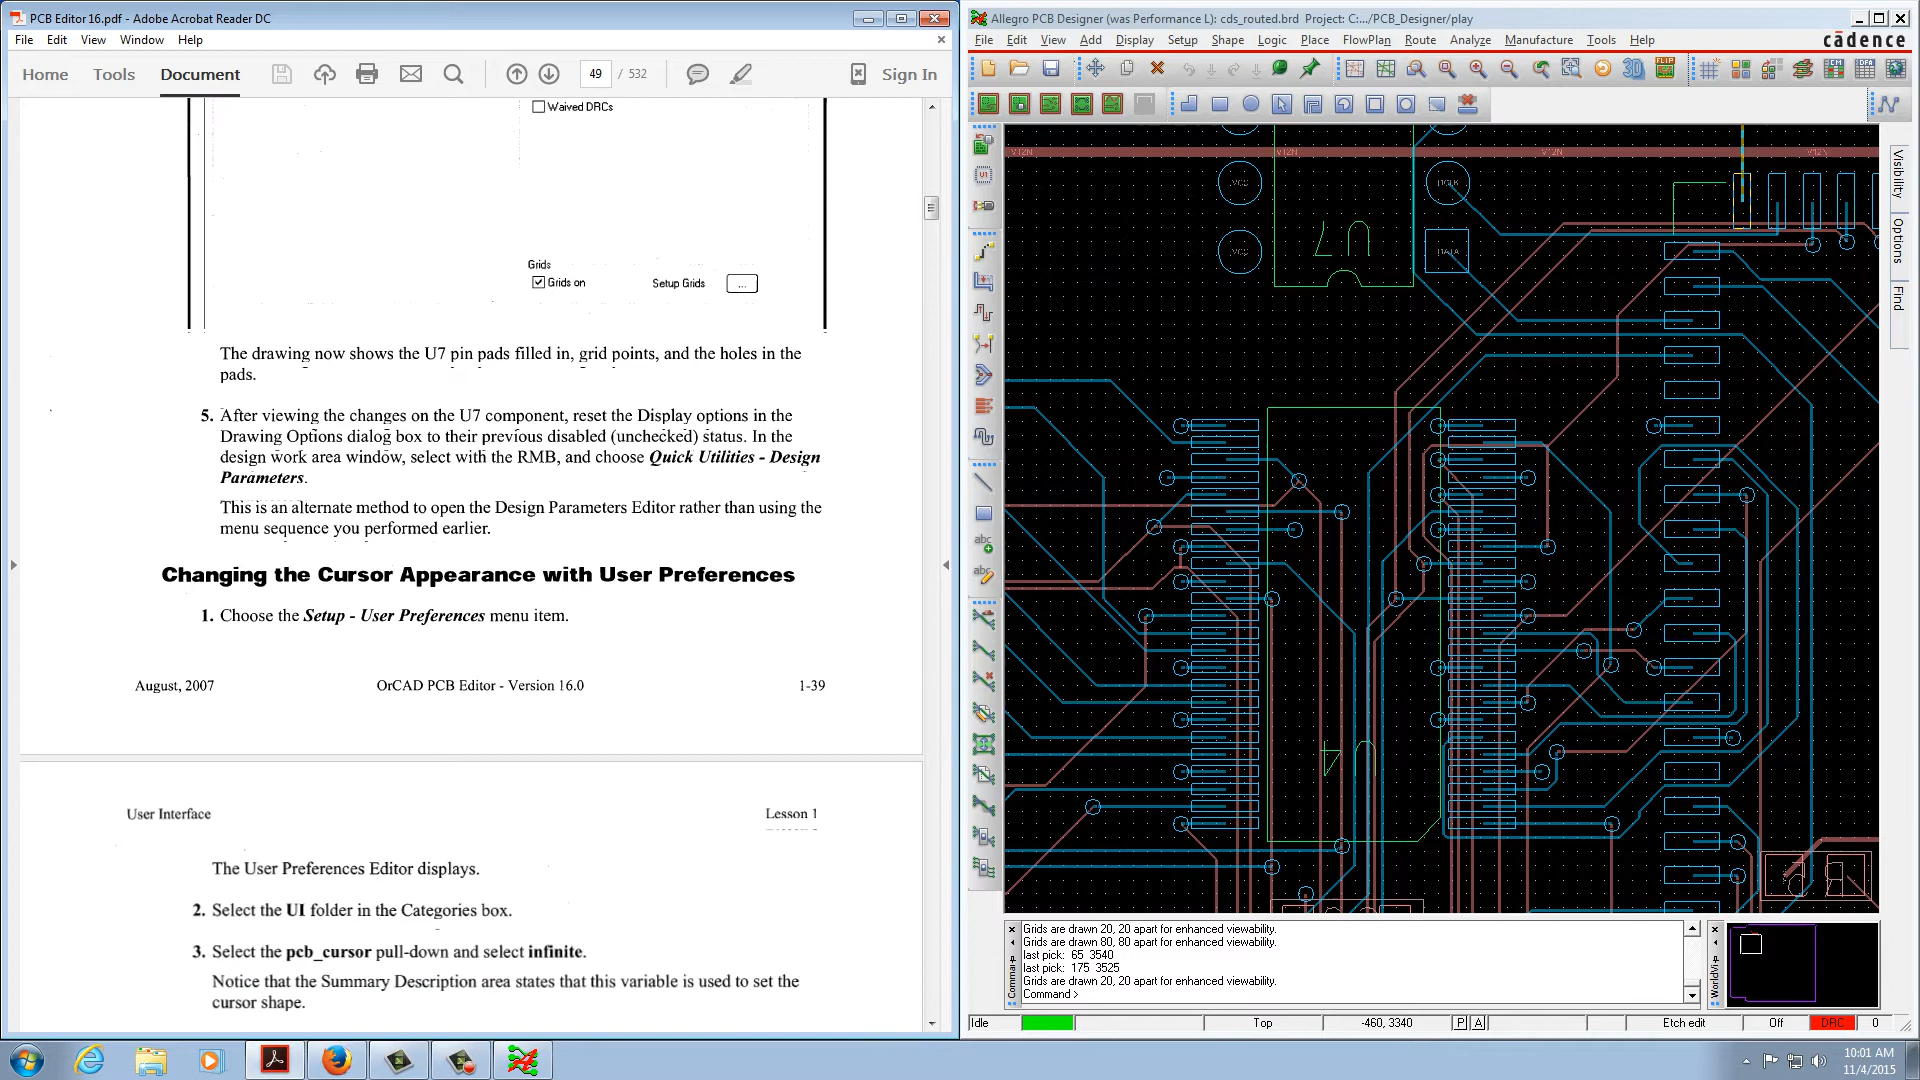 PCB Editor 16.pdf - Adobe Acrobat Reader DC
File Edit View Window Help
Home Tools Document 49 / 532 Sign In
Waived DRCs
Grids
Grids on Setup Grids ...
The drawing now shows the U7 pin pads filled in, grid points, and the holes in the
pads.
5. After viewing the changes on the U7 component, reset the Display options in the
Drawing Options dialog box to their previous disabled (unchecked) status. In the
design work area window, select with the RMB, and choose Quick Utilities - Design
Parameters.
This is an alternate method to open the Design Parameters Editor rather than using the
menu sequence you performed earlier.
Changing the Cursor Appearance with User Preferences
1. Choose the Setup - User Preferences menu item.
August, 2007 OrCAD PCB Editor - Version 16.0 1-39
User Interface Lesson 1
The User Preferences Editor displays.
2. Select the UI folder in the Categories box.
3. Select the pcb_cursor pull-down and select infinite.
Notice that the Summary Description area states that this variable is used to set the
cursor shape.
Allegro PCB Designer (was Performance L): cds_routed.brd Project: C:.../PCB_Designer/play
File Edit View Add Display Setup Shape Logic Place FlowPlan Route Analyze Manufacture Tools Help
cādence
V12N V12N V12N V12N
VCC
VCC DATA
U7
Visibility
Options
Find
Grids are drawn 20, 20 apart for enhanced viewability.
Grids are drawn 80, 80 apart for enhanced viewability.
last pick: 65 3540
last pick: 175 3525
Grids are drawn 20, 20 apart for enhanced viewability.
Command >
Idle Top -460, 3340 P A Etch edit Off DRC 0
10:01 AM
11/4/2015